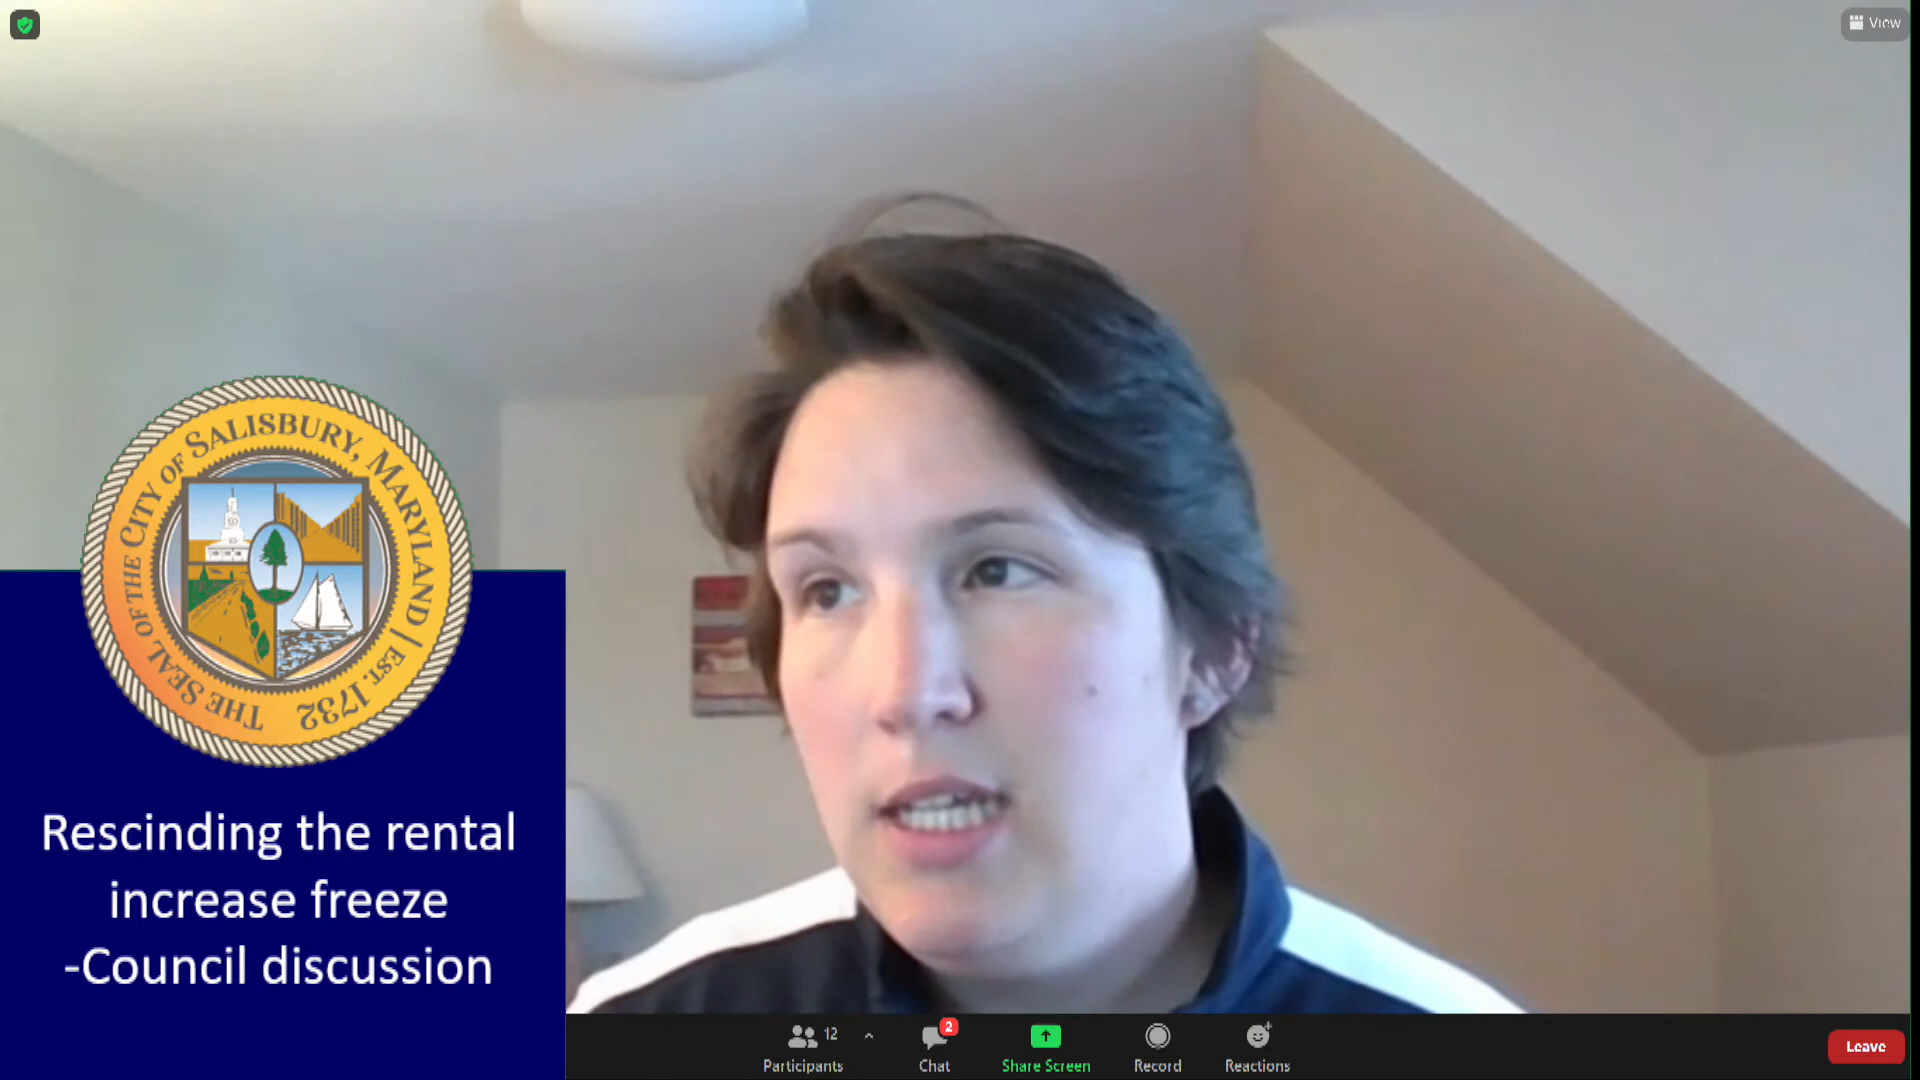 View
THE SEAL OF THE CITY OF SALISBURY, MARYLAND | EST. 1732
Rescinding the rental
increase freeze
-Council discussion
12
2
Participants
Chat
Share Screen
Record
Reactions
Leave